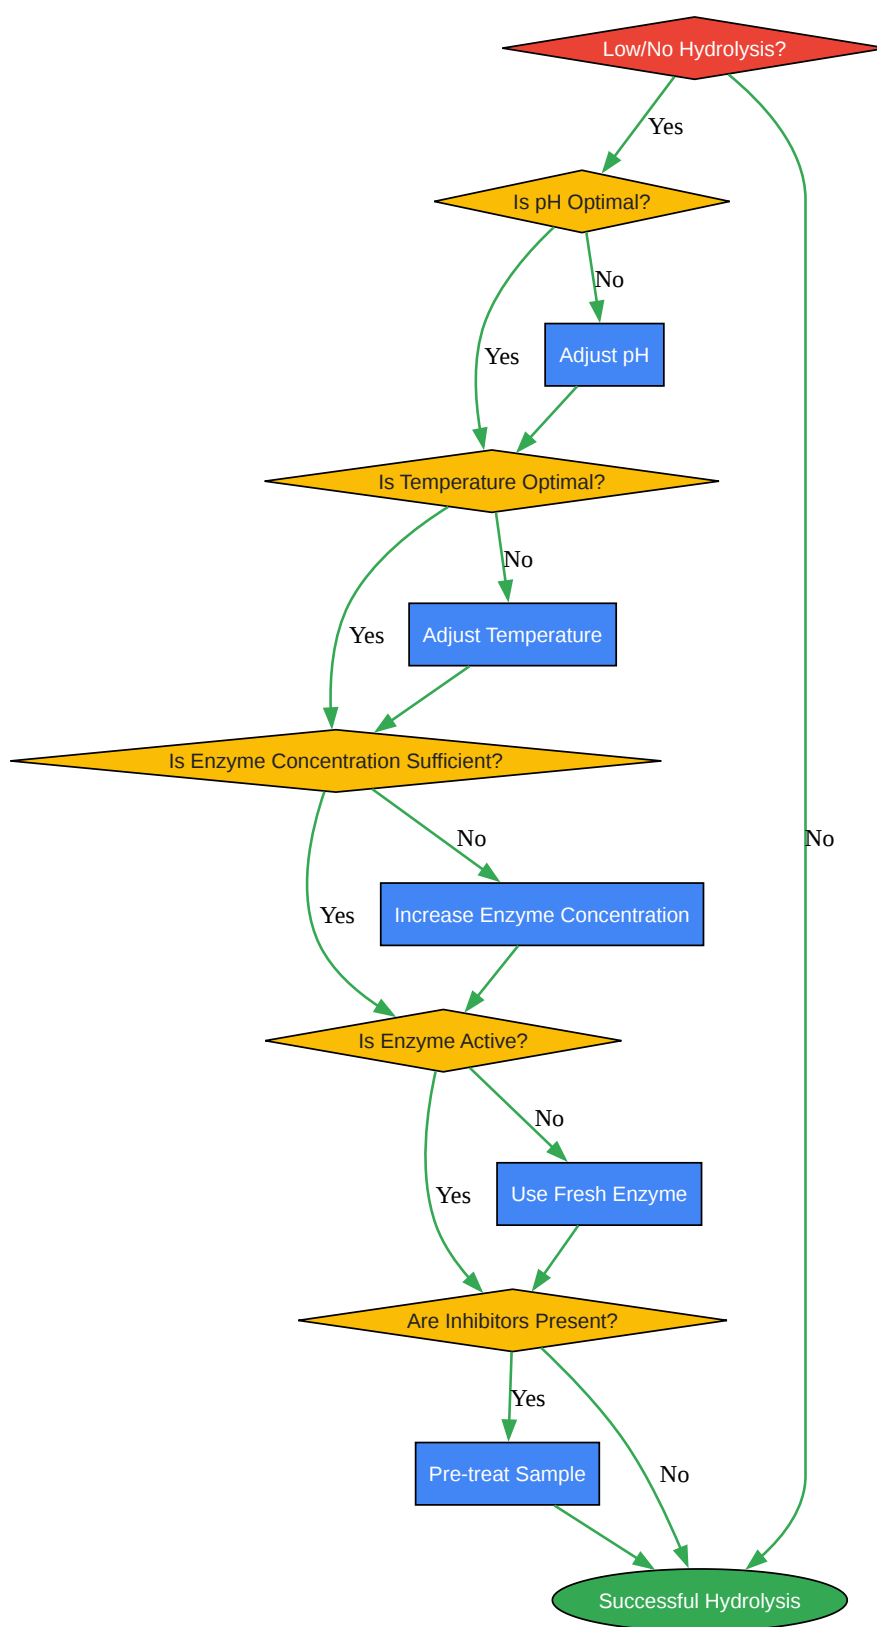 Low/No Hydrolysis?
Yes
Is pH Optimal?
No
Yes
Adjust pH
Is Temperature Optimal?
No
Yes
Adjust Temperature
Is Enzyme Concentration Sufficient?
No
No
Yes
Increase Enzyme Concentration
Is Enzyme Active?
No
Yes
Use Fresh Enzyme
Are Inhibitors Present?
Yes
Pre-treat Sample
No
Successful Hydrolysis